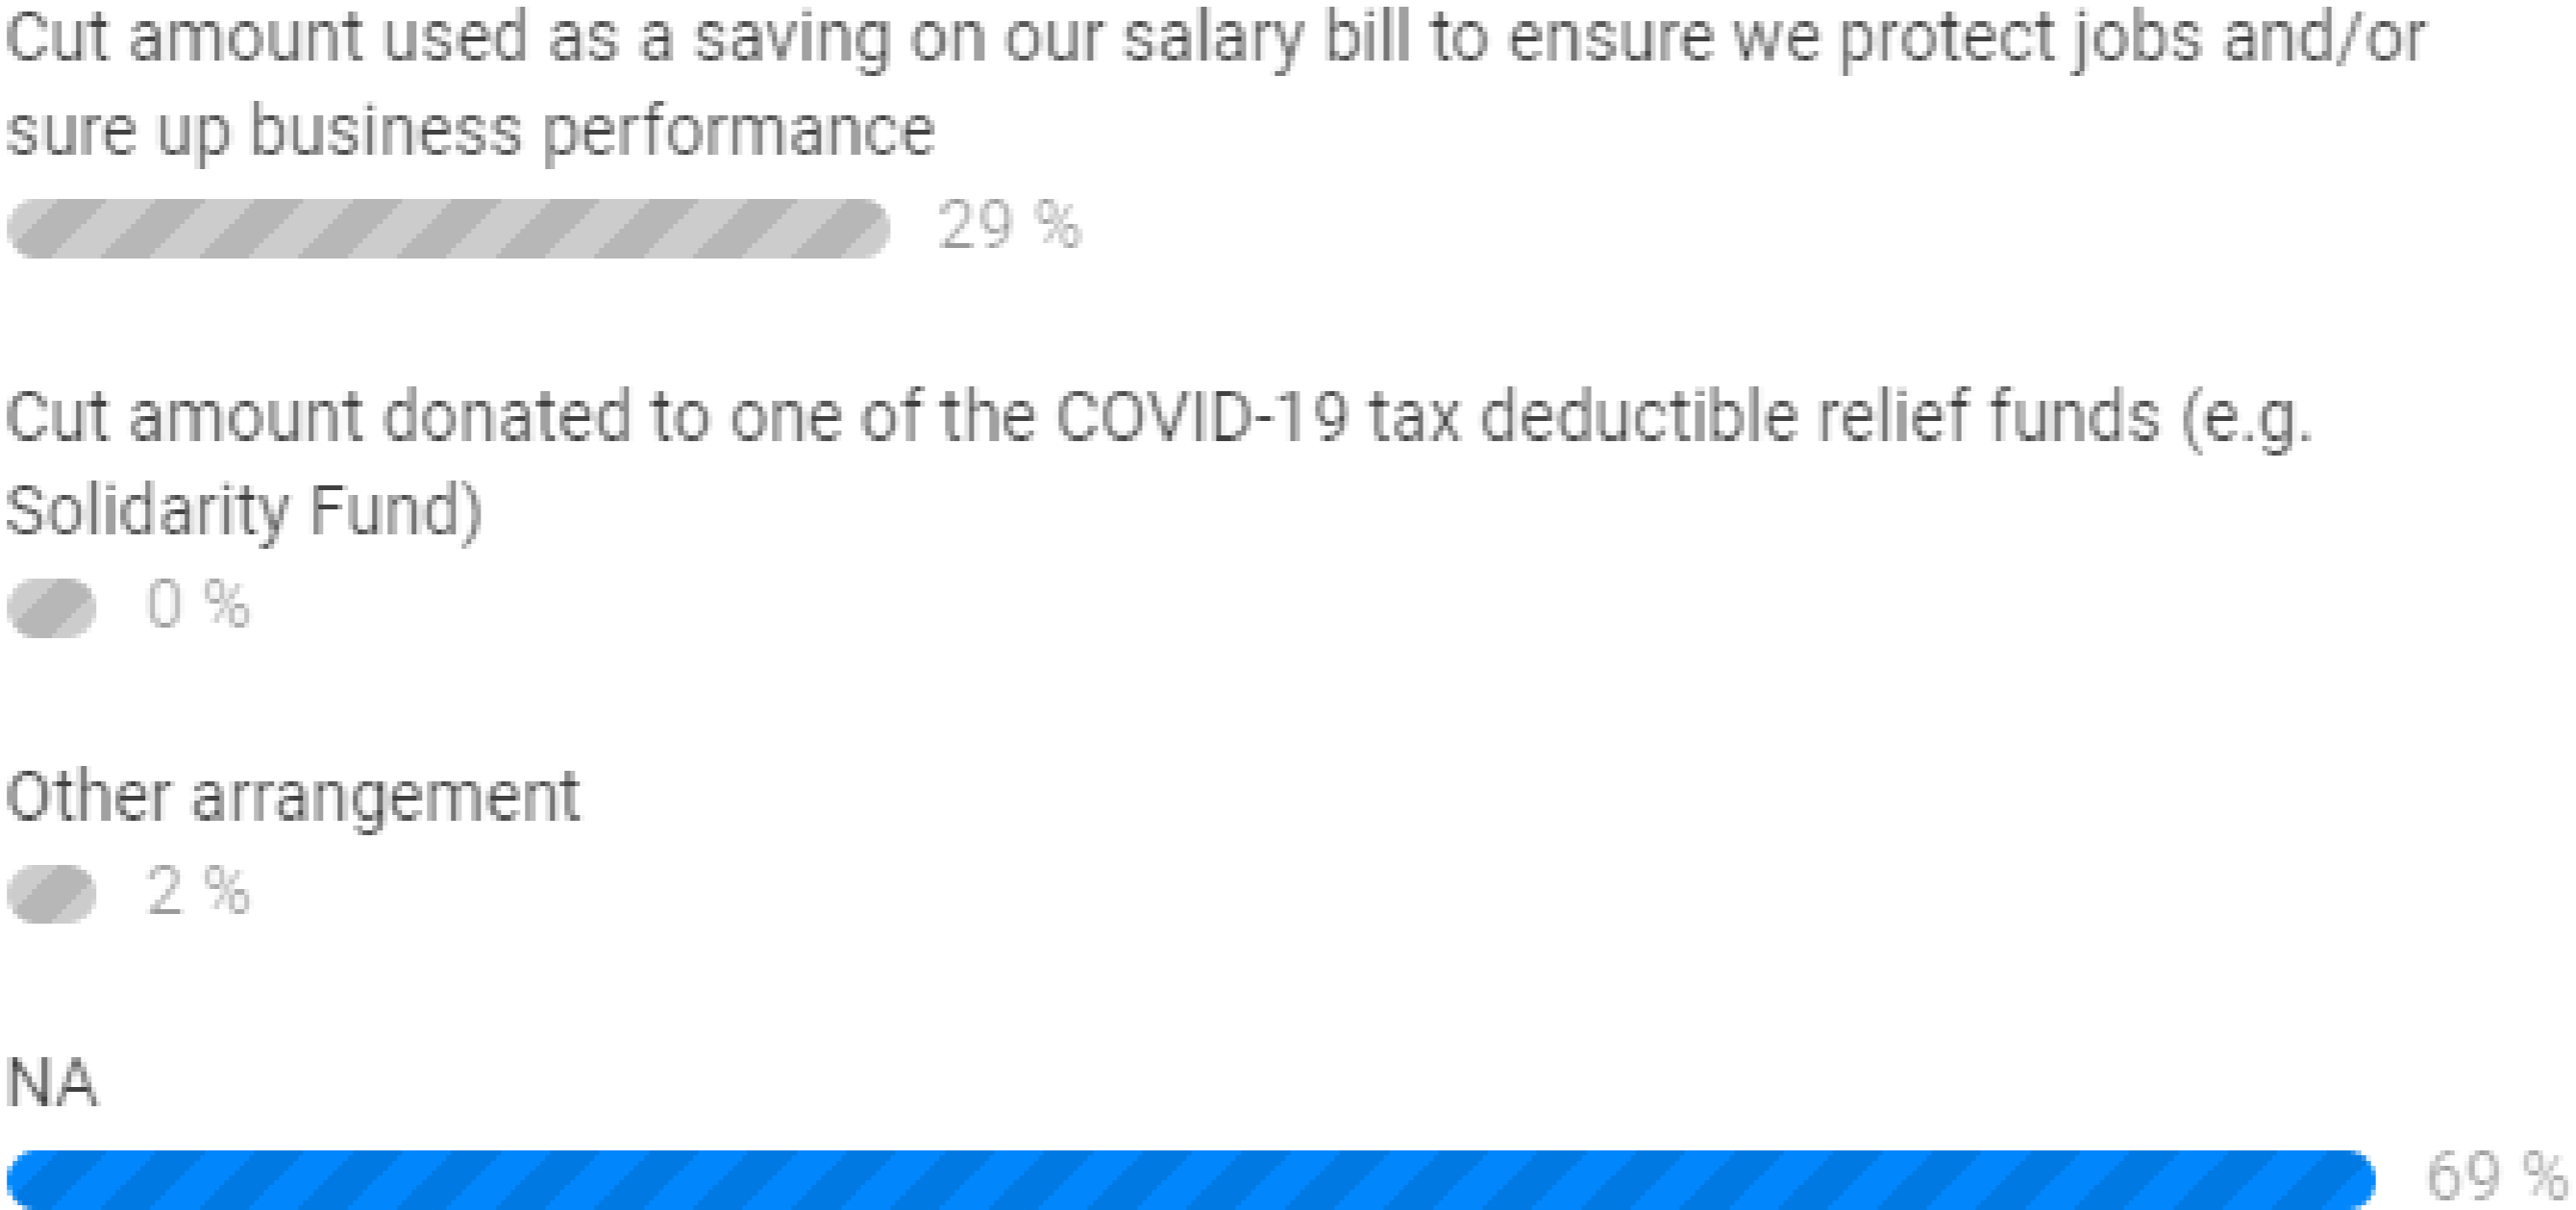 Cut amount used as a saving on our salary bill to ensure we protect jobs and/or
sure up business performance
29 %
Cut amount donated to one of the COVID-19 tax deductible relief funds (e.g.
Solidarity Fund)
0 %
Other arrangement
2 %
NA
69 %